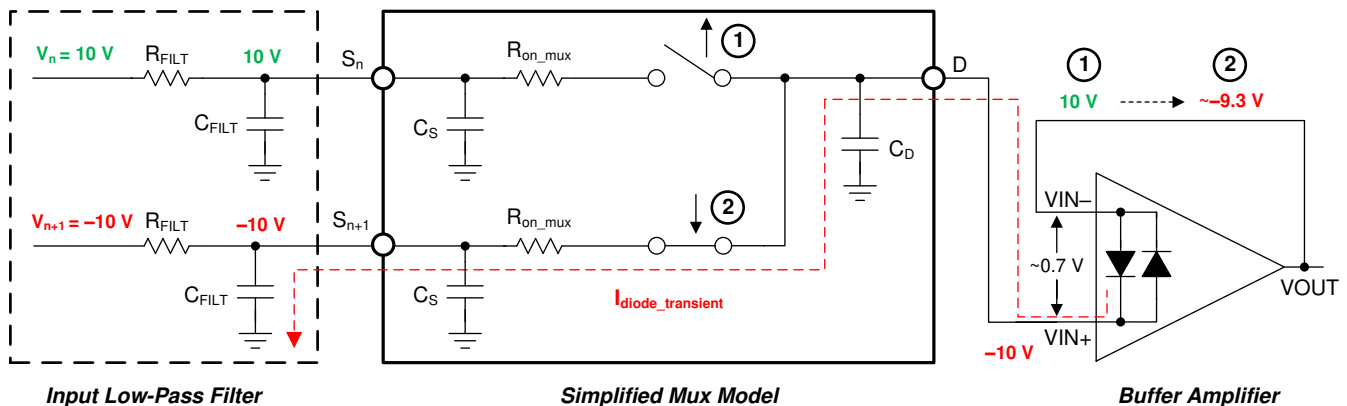 Vn = 10 V
RFILT
10 V
Sn
Ron_mux
1
D
1
2
10 V
~–9.3 V
CFILT
CS
CD
Vn+1 = –10 V
RFILT
–10 V
Sn+1
Ron_mux
2
VIN–
~0.7 V
VOUT
CFILT
CS
Idiode_transient
VIN+
–10 V
Input Low-Pass Filter
Simplified Mux Model
Buffer Amplifier